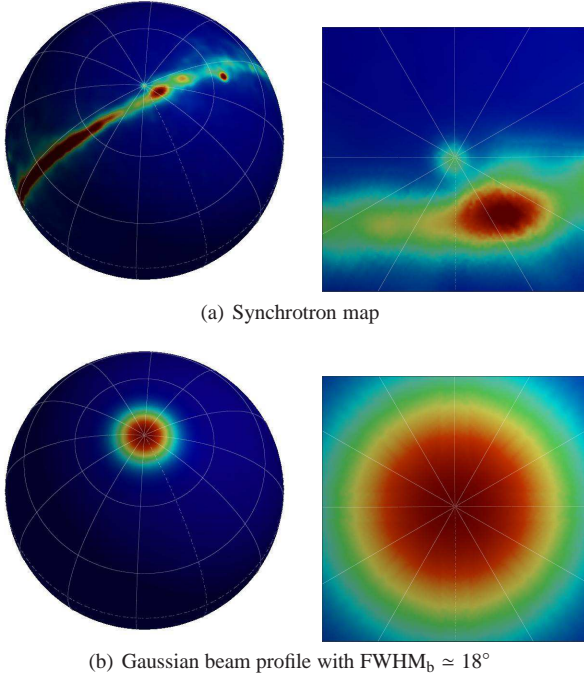 (a) Synchrotron map
(b) Gaussian beam profile with FWHM_b ≃ 18°